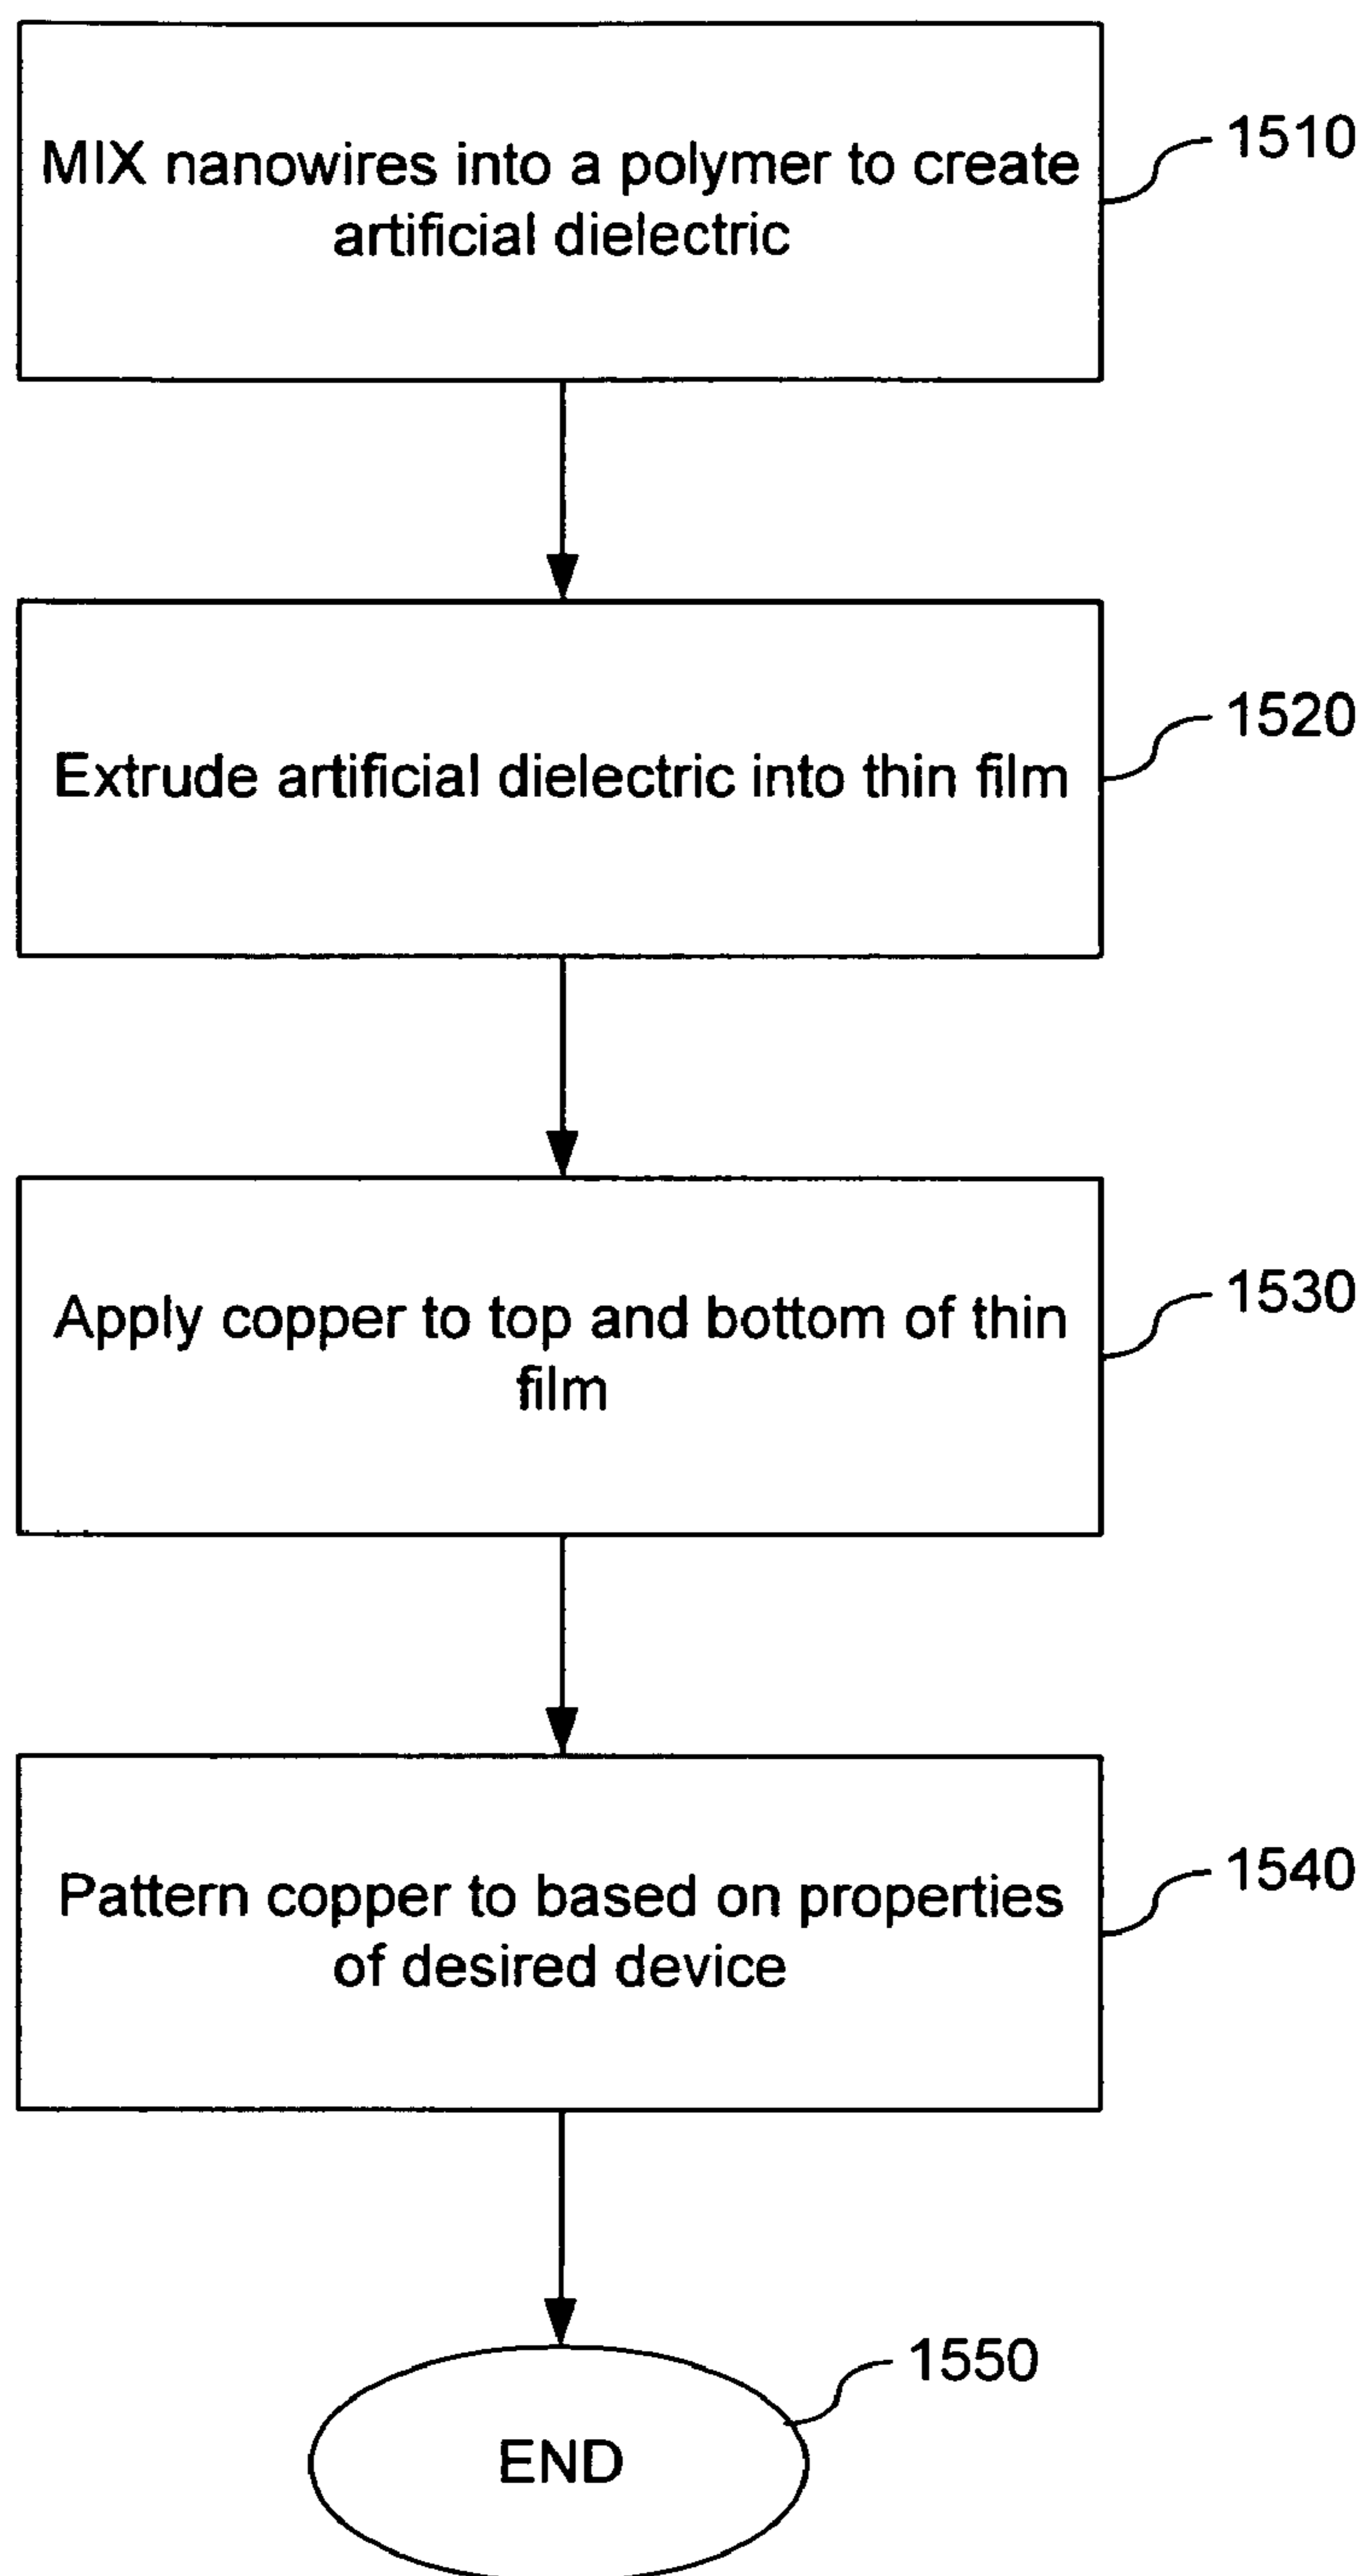 MIX nanowires into a polymer to create
artificial dielectric
1510
Extrude artificial dielectric into thin film
1520
Apply copper to top and bottom of thin
film
1530
Pattern copper to based on properties
of desired device
1540
END
1550